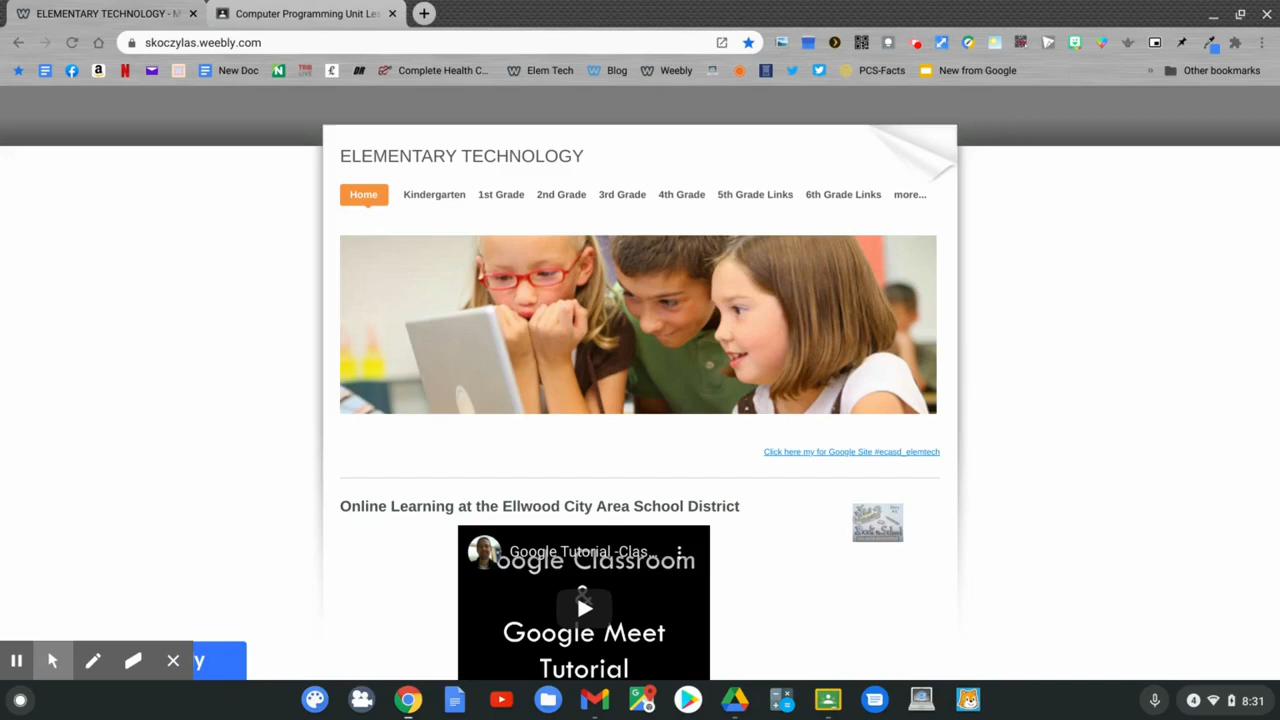 ELEMENTARY TECHNOLOGY - M
Computer Programming Unit Les
skoczylas.weebly.com
New Doc
Complete Health C...
Elem Tech
Blog
Weebly
PCS-Facts
New from Google
Other bookmarks
ELEMENTARY TECHNOLOGY
Home Kindergarten 1st Grade 2nd Grade 3rd Grade 4th Grade 5th Grade Links 6th Grade Links more...
Click here my for Google Site #ecasd_elemtech
Online Learning at the Ellwood City Area School District
Google Tutorial -Clas...
oogle Classroom
&
Google Meet
Tutorial
y
4 8:31